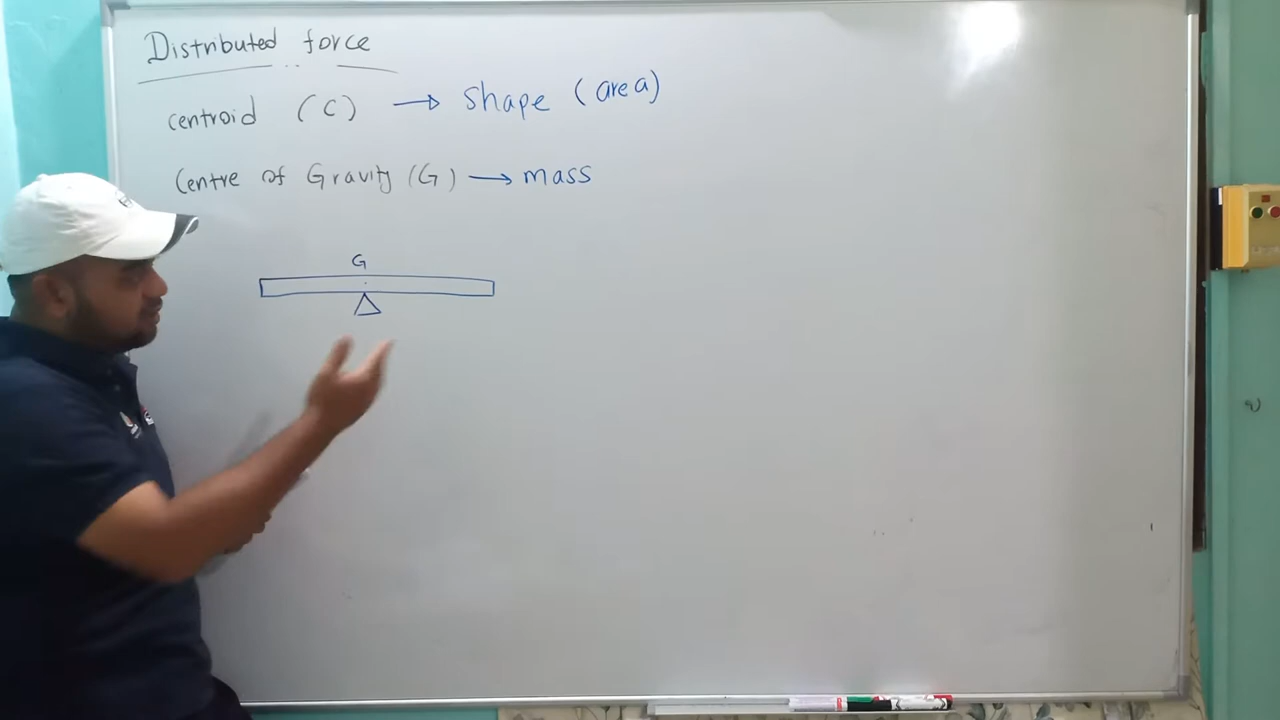 Distributed force
centroid (C) → shape (area)
Centre of Gravity (G) → mass
G